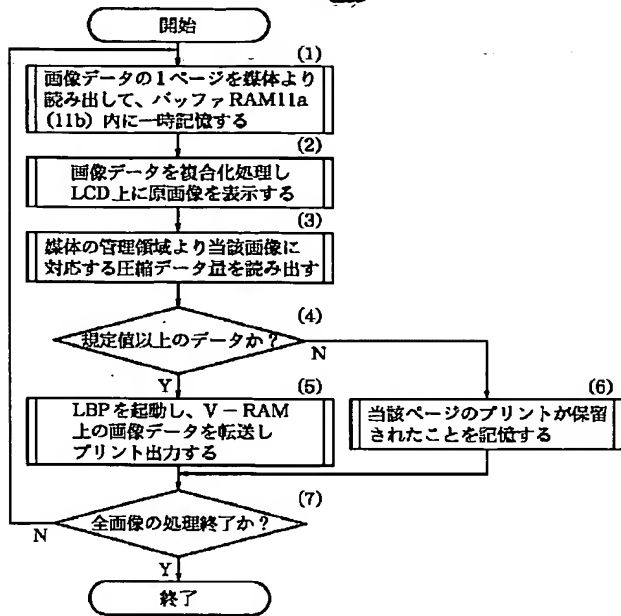 開始
(1)
画像データの1ページを媒体より
読み出して、バッファRAM11a
(11b) 内に一時記憶する
(2)
画像データを複合化処理し
LCD上に原画像を表示する
(3)
媒体の管理領域より当該画像に
対応する圧縮データ量を読み出す
(4)
規定値以上のデータか?
N
Y
(5)
LBPを起動し、V-RAM
上の画像データを転送し
プリント出力する
(6)
当該ページのプリントが保留
されたことを記憶する
(7)
全画像の処理終了か?
N
Y
終了